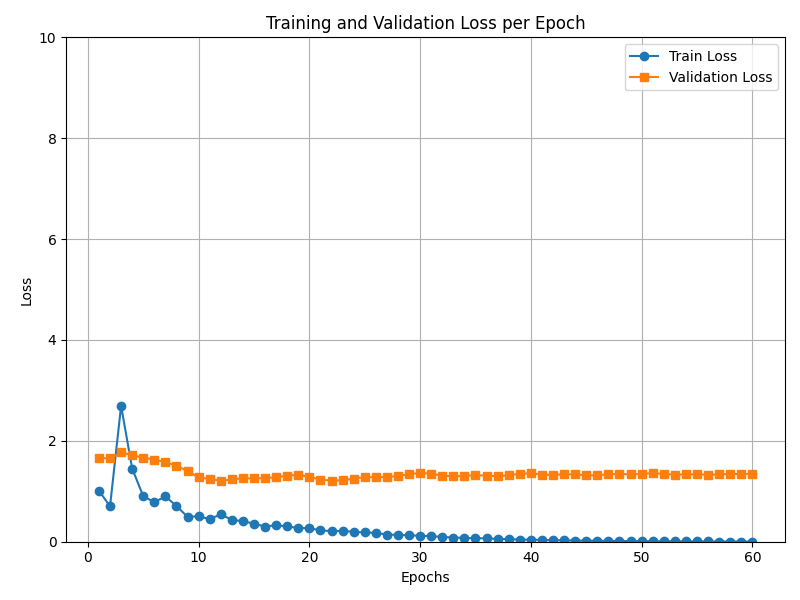 Training and Validation Loss per Epoch
Train Loss
Validation Loss
10
8
6
4
2
0
Loss
0 10 20 30 40 50 60
Epochs